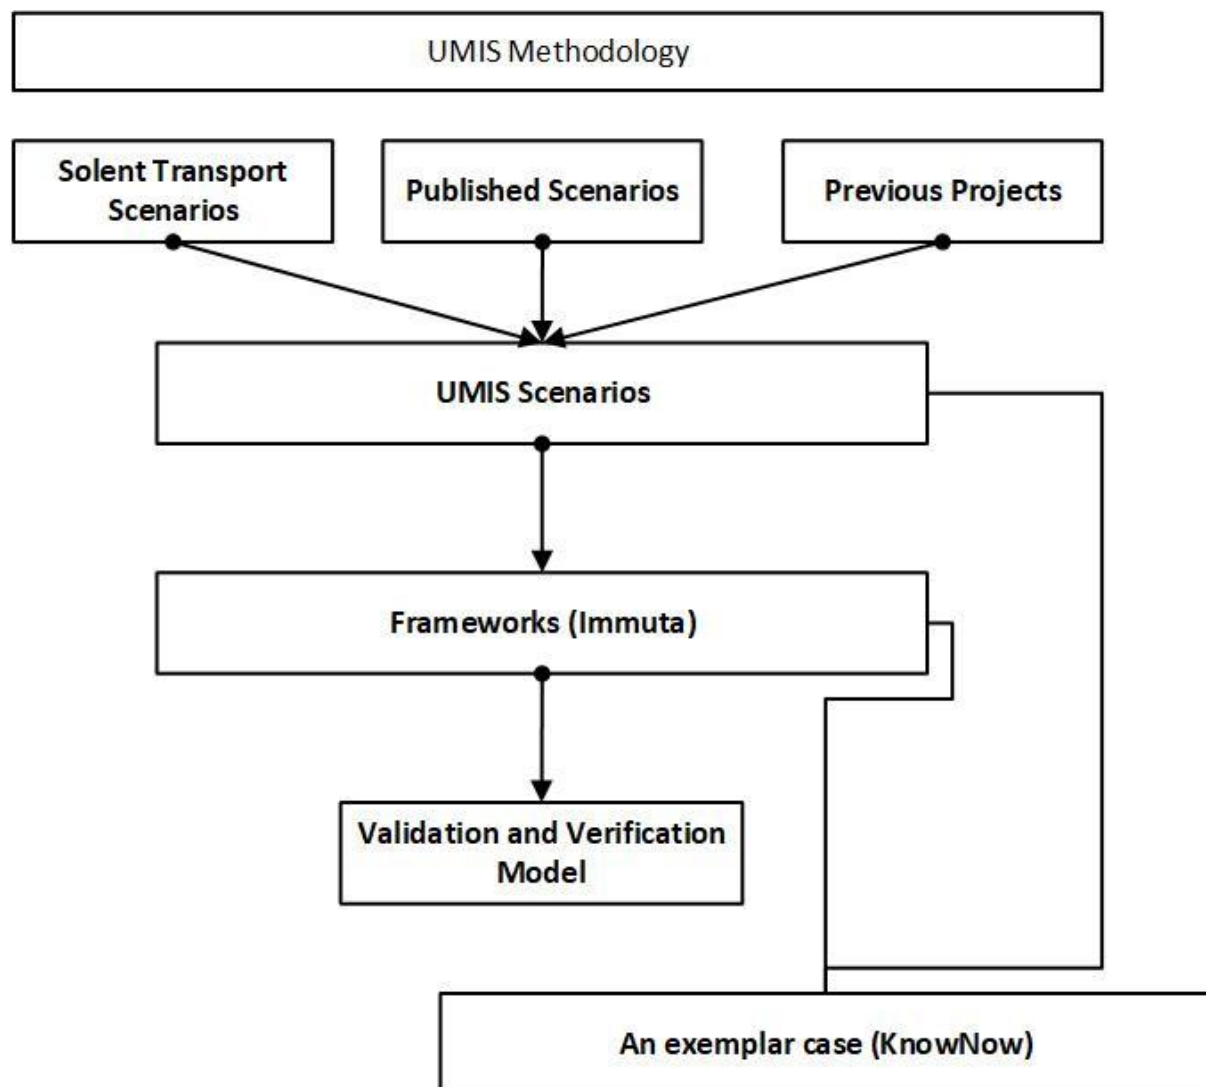 UMIS Methodology
Solent Transport
Scenarios
Published Scenarios
Previous Projects
UMIS Scenarios
Frameworks (Immuta)
Validation and Verification
Model
An exemplar case (KnowNow)